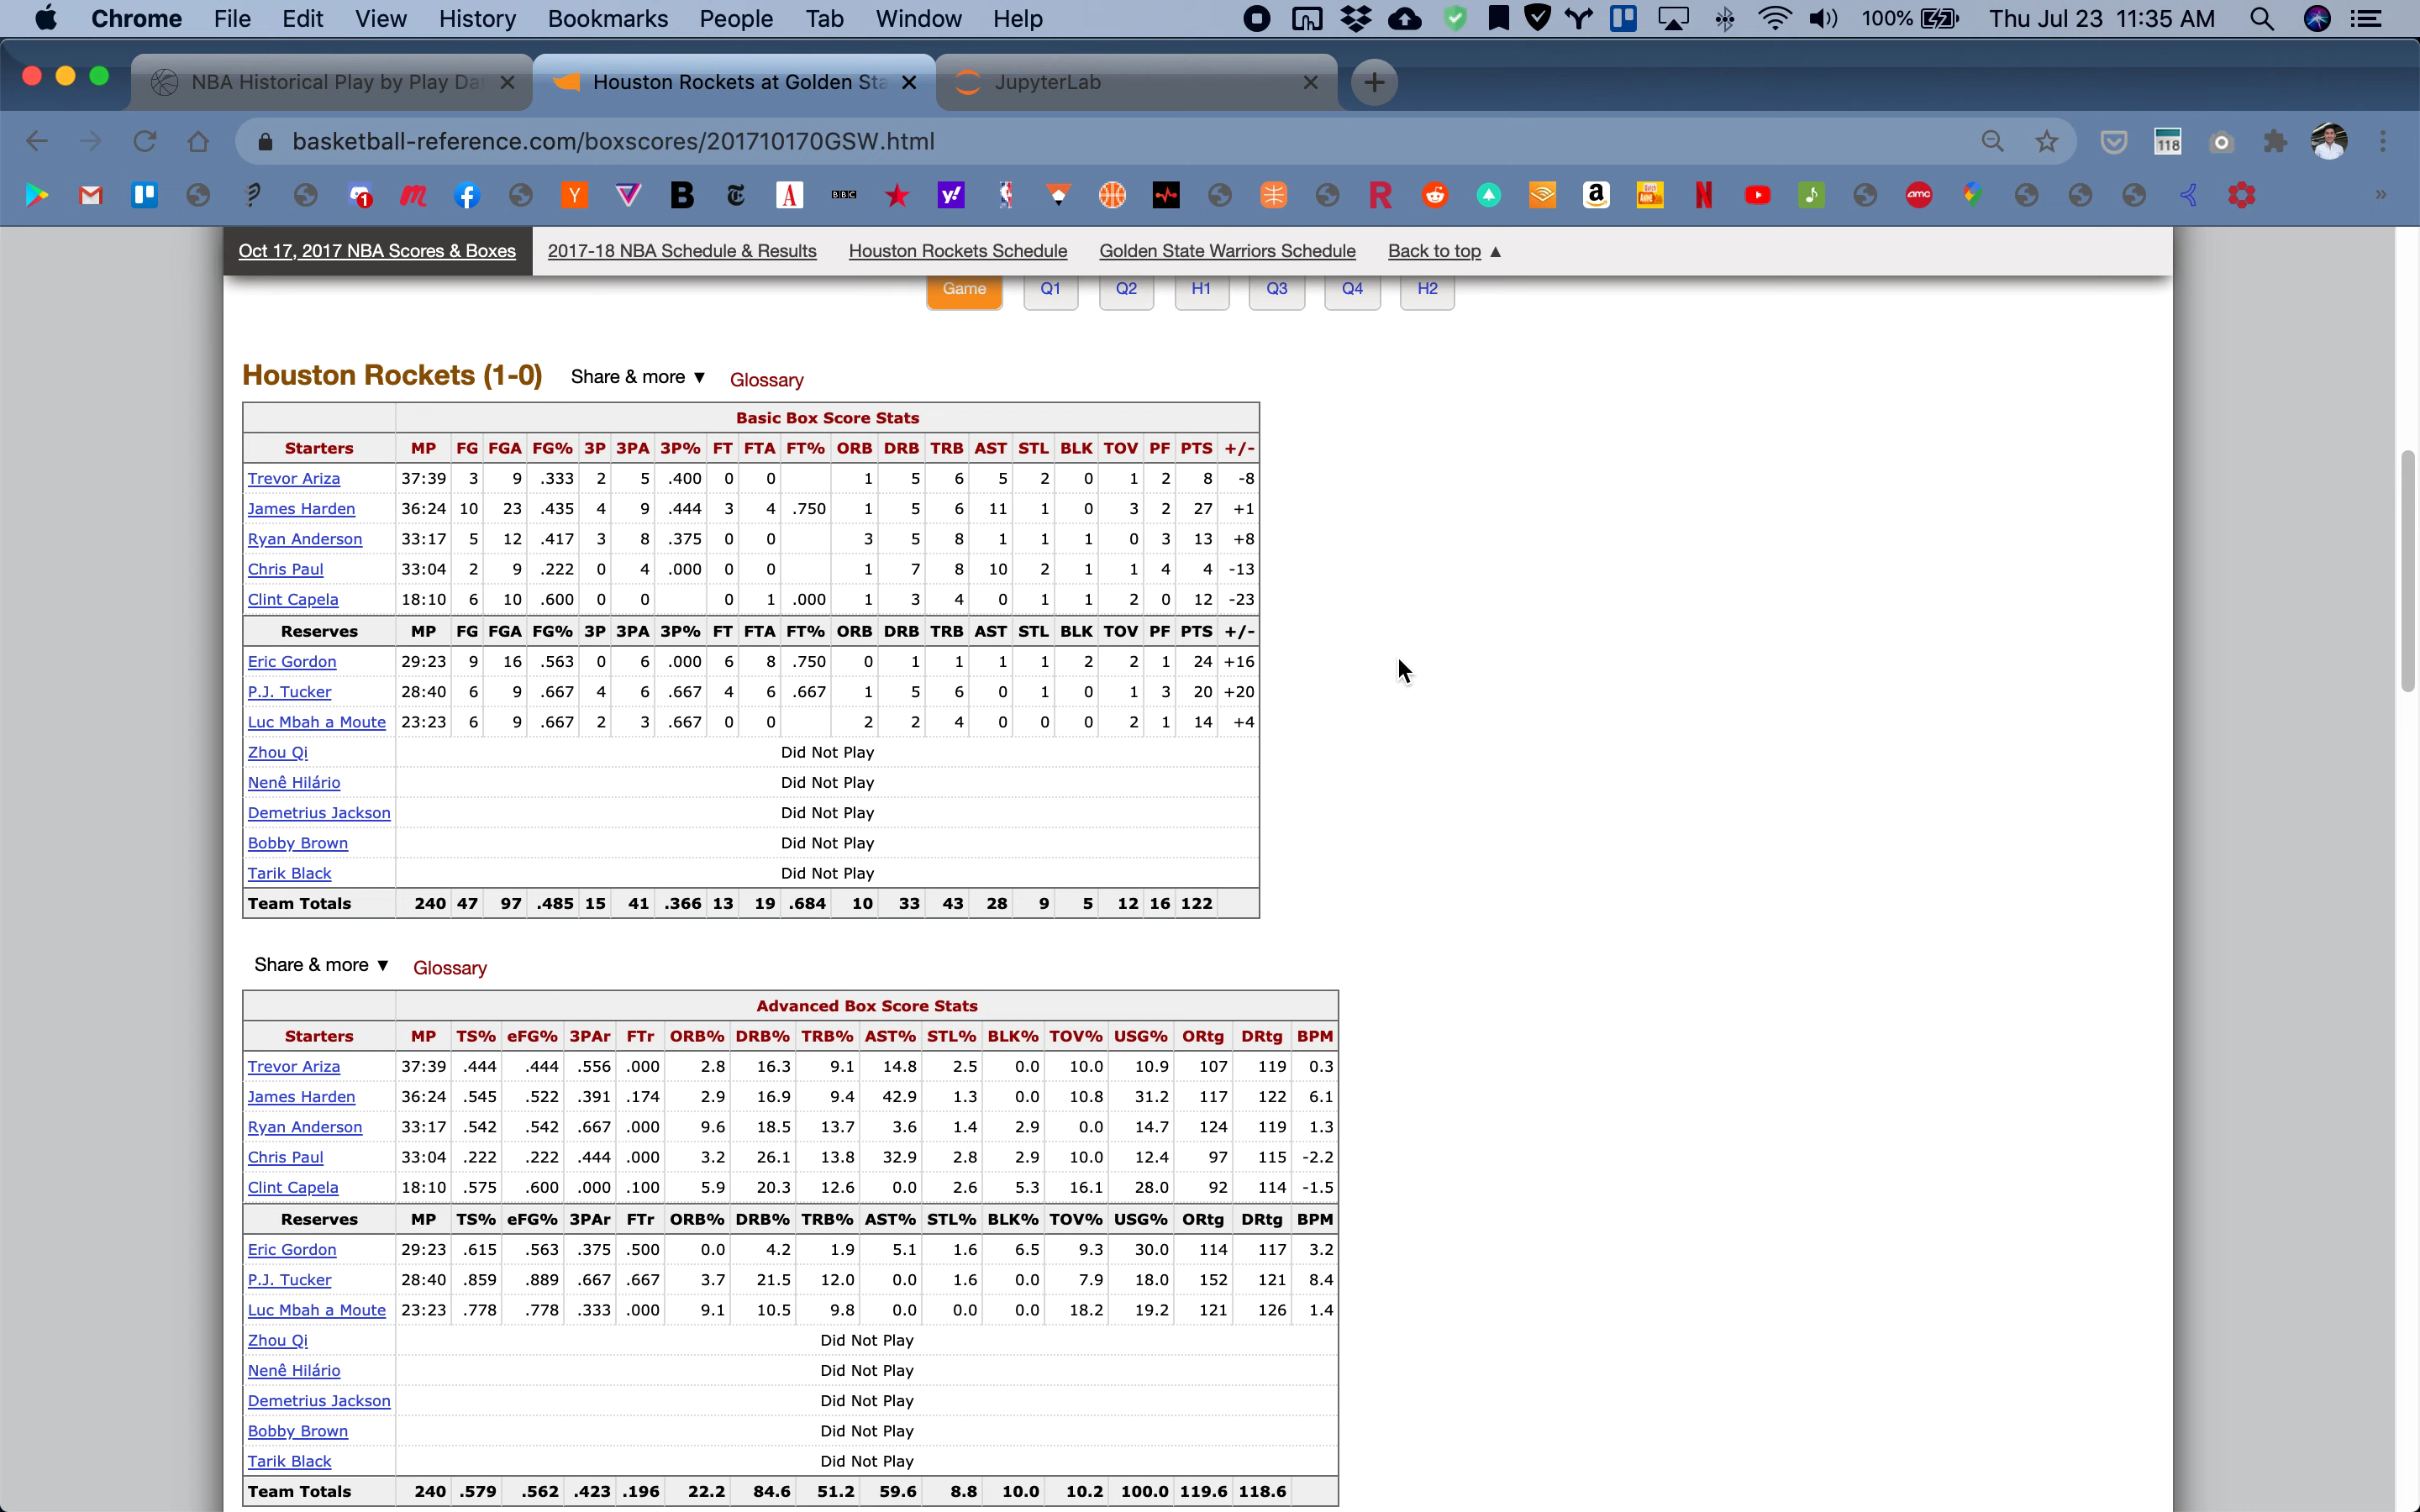 Chrome File Edit View History Bookmarks People Tab Window Help 100% Thu Jul 23 11:35 AM
NBA Historical Play by Play Da Houston Rockets at Golden Sta JupyterLab
basketball-reference.com/boxscores/201710170GSW.html 118
1 Y B A BBC y! R a N amc »
Oct 17, 2017 NBA Scores & Boxes 2017-18 NBA Schedule & Results Houston Rockets Schedule Golden State Warriors Schedule Back to top ▲
Game Q1 Q2 H1 Q3 Q4 H2
Houston Rockets (1-0) Share & more ▼ Glossary
Basic Box Score Stats
Starters MP FG FGA FG% 3P 3PA 3P% FT FTA FT% ORB DRB TRB AST STL BLK TOV PF PTS +/-
Trevor Ariza 37:39 3 9 .333 2 5 .400 0 0 1 5 6 5 2 0 1 2 8 -8
James Harden 36:24 10 23 .435 4 9 .444 3 4 .750 1 5 6 11 1 0 3 2 27 +1
Ryan Anderson 33:17 5 12 .417 3 8 .375 0 0 3 5 8 1 1 1 0 3 13 +8
Chris Paul 33:04 2 9 .222 0 4 .000 0 0 1 7 8 10 2 1 1 4 4 -13
Clint Capela 18:10 6 10 .600 0 0 0 1 .000 1 3 4 0 1 1 2 0 12 -23
Reserves MP FG FGA FG% 3P 3PA 3P% FT FTA FT% ORB DRB TRB AST STL BLK TOV PF PTS +/-
Eric Gordon 29:23 9 16 .563 0 6 .000 6 8 .750 0 1 1 1 1 2 2 1 24 +16
P.J. Tucker 28:40 6 9 .667 4 6 .667 4 6 .667 1 5 6 0 1 0 1 3 20 +20
Luc Mbah a Moute 23:23 6 9 .667 2 3 .667 0 0 2 2 4 0 0 0 2 1 14 +4
Zhou Qi Did Not Play
Nenê Hilário Did Not Play
Demetrius Jackson Did Not Play
Bobby Brown Did Not Play
Tarik Black Did Not Play
Team Totals 240 47 97 .485 15 41 .366 13 19 .684 10 33 43 28 9 5 12 16 122
Share & more ▼ Glossary
Advanced Box Score Stats
Starters MP TS% eFG% 3PAr FTr ORB% DRB% TRB% AST% STL% BLK% TOV% USG% ORtg DRtg BPM
Trevor Ariza 37:39 .444 .444 .556 .000 2.8 16.3 9.1 14.8 2.5 0.0 10.0 10.9 107 119 0.3
James Harden 36:24 .545 .522 .391 .174 2.9 16.9 9.4 42.9 1.3 0.0 10.8 31.2 117 122 6.1
Ryan Anderson 33:17 .542 .542 .667 .000 9.6 18.5 13.7 3.6 1.4 2.9 0.0 14.7 124 119 1.3
Chris Paul 33:04 .222 .222 .444 .000 3.2 26.1 13.8 32.9 2.8 2.9 10.0 12.4 97 115 -2.2
Clint Capela 18:10 .575 .600 .000 .100 5.9 20.3 12.6 0.0 2.6 5.3 16.1 28.0 92 114 -1.5
Reserves MP TS% eFG% 3PAr FTr ORB% DRB% TRB% AST% STL% BLK% TOV% USG% ORtg DRtg BPM
Eric Gordon 29:23 .615 .563 .375 .500 0.0 4.2 1.9 5.1 1.6 6.5 9.3 30.0 114 117 3.2
P.J. Tucker 28:40 .859 .889 .667 .667 3.7 21.5 12.0 0.0 1.6 0.0 7.9 18.0 152 121 8.4
Luc Mbah a Moute 23:23 .778 .778 .333 .000 9.1 10.5 9.8 0.0 0.0 0.0 18.2 19.2 121 126 1.4
Zhou Qi Did Not Play
Nenê Hilário Did Not Play
Demetrius Jackson Did Not Play
Bobby Brown Did Not Play
Tarik Black Did Not Play
Team Totals 240 .579 .562 .423 .196 22.2 84.6 51.2 59.6 8.8 10.0 10.2 100.0 119.6 118.6